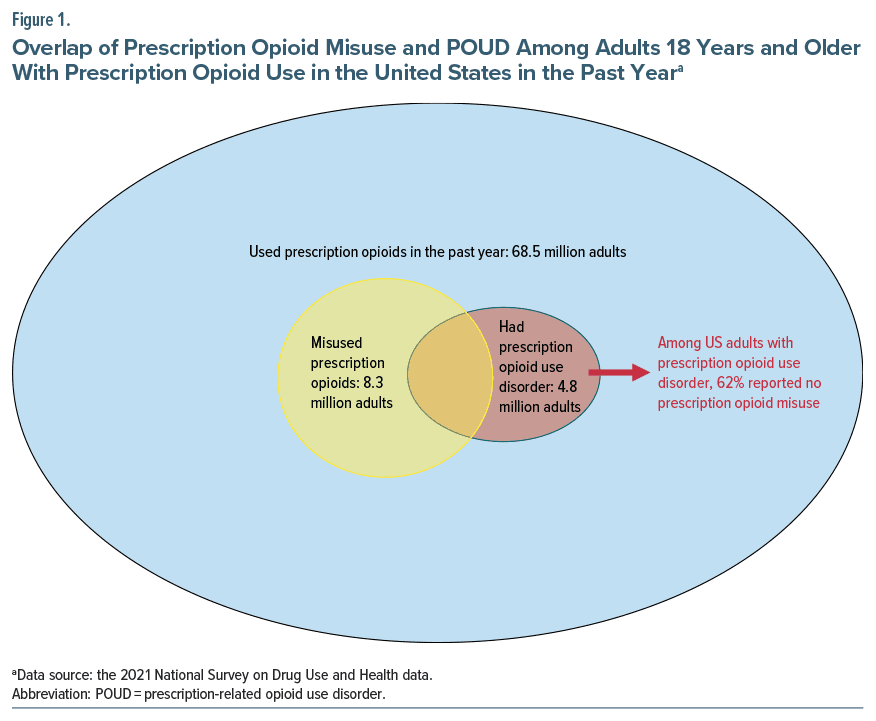 Figure 1.
Overlap of Prescription Opioid Misuse and POUD Among Adults 18 Years and Older
With Prescription Opioid Use in the United States in the Past Yearᵃ
Used prescription opioids in the past year: 68.5 million adults
Misused
prescription
opioids: 8.3
million adults
Had
prescription
opioid use
disorder: 4.8
million adults
Among US adults with
prescription opioid use
disorder, 62% reported no
prescription opioid misuse
ᵃData source: the 2021 National Survey on Drug Use and Health data.
Abbreviation: POUD = prescription-related opioid use disorder.